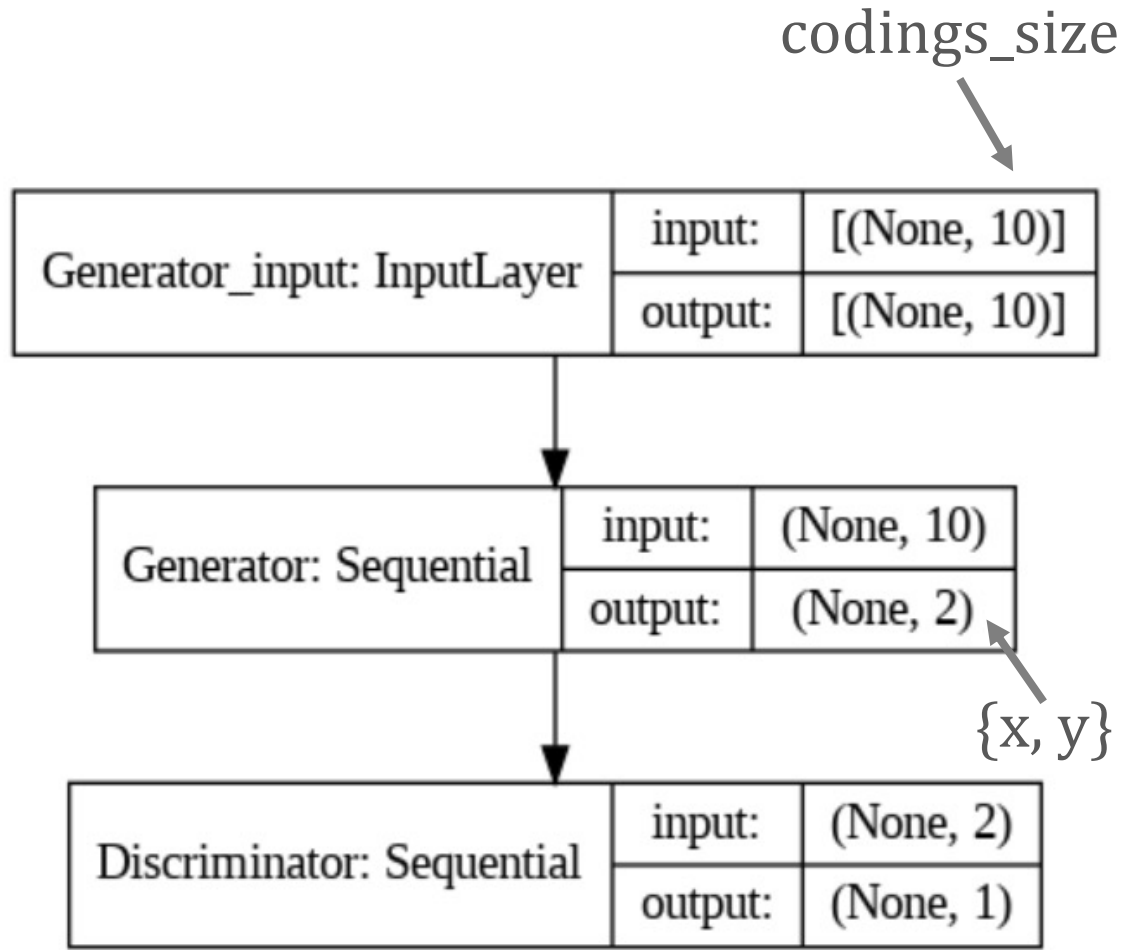 codings_size
Generator_input: InputLayer
input:
[(None, 10)]
output:
[(None, 10)]
Generator: Sequential
input:
(None, 10)
output:
(None, 2)
{x, y}
Discriminator: Sequential
input:
(None, 2)
output:
(None, 1)